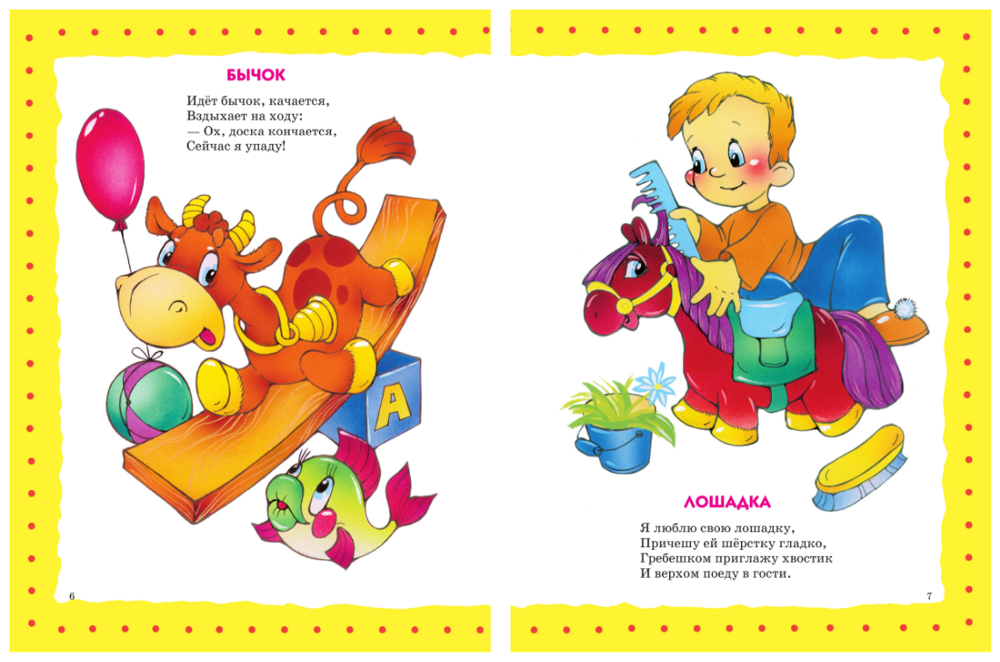 БЫЧОК
Идёт бычок, качается,
Вздыхает на ходу:
— Ох, доска кончается,
Сейчас я упаду!
А
6
ЛОШАДКА
Я люблю свою лошадку,
Причешу ей шёрстку гладко,
Гребешком приглажу хвостик
И верхом поеду в гости.
7